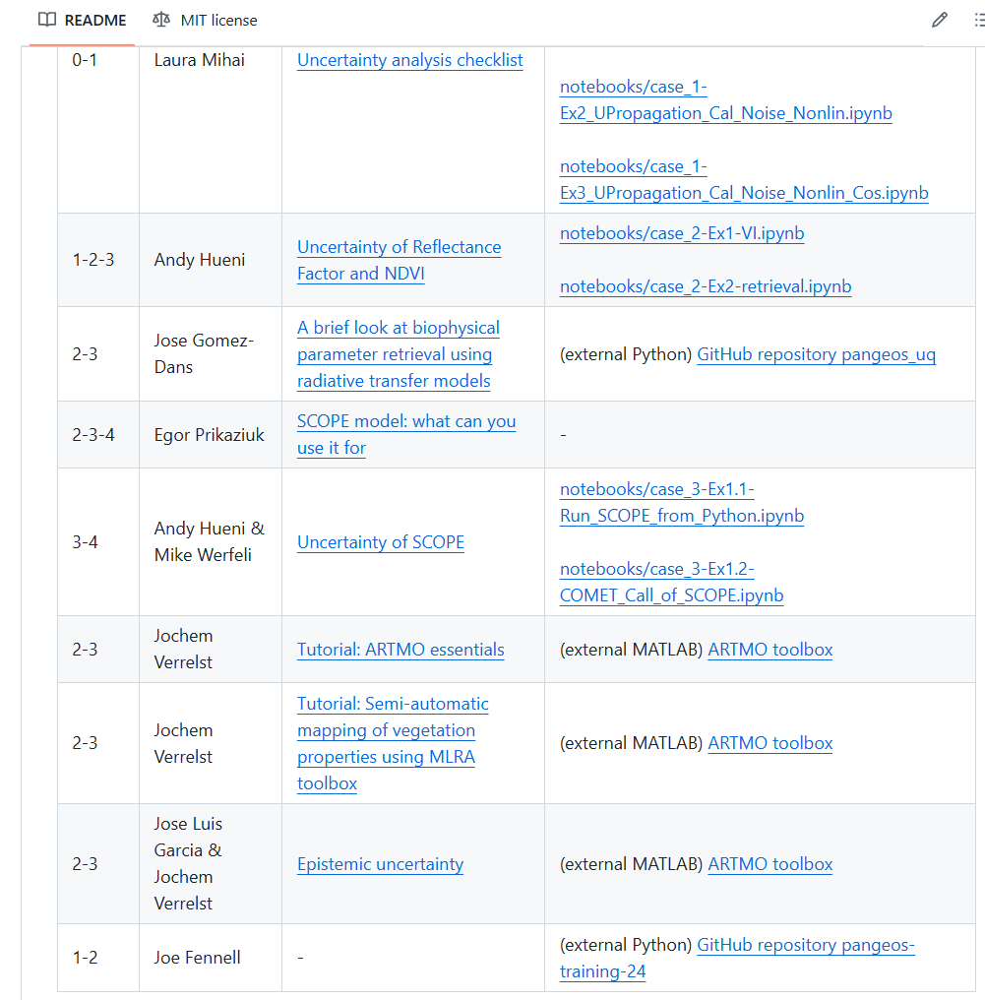 README MIT license
0-1 Laura Mihai Uncertainty analysis checklist
notebooks/case_1-
Ex2_UPropagation_Cal_Noise_Nonlin.ipynb
notebooks/case_1-
Ex3_UPropagation_Cal_Noise_Nonlin_Cos.ipynb
1-2-3
Andy Hueni
Uncertainty of Reflectance
Factor and NDVI
notebooks/case_2-Ex1-VI.ipynb
notebooks/case_2-Ex2-retrieval.ipynb
2-3
Jose Gomez-
Dans
A brief look at biophysical
parameter retrieval using
radiative transfer models
(external Python) GitHub repository pangeos_uq
2-3-4
Egor Prikaziuk
SCOPE model: what can you
use it for
-
3-4
Andy Hueni &
Mike Werfeli
Uncertainty of SCOPE
notebooks/case_3-Ex1.1-
Run_SCOPE_from_Python.ipynb
notebooks/case_3-Ex1.2-
COMET_Call_of_SCOPE.ipynb
2-3
Jochem
Verrelst
Tutorial: ARTMO essentials
(external MATLAB) ARTMO toolbox
2-3
Jochem
Verrelst
Tutorial: Semi-automatic
mapping of vegetation
properties using MLRA
toolbox
(external MATLAB) ARTMO toolbox
2-3
Jose Luis
Garcia &
Jochem
Verrelst
Epistemic uncertainty
(external MATLAB) ARTMO toolbox
1-2
Joe Fennell
-
(external Python) GitHub repository pangeos-
training-24